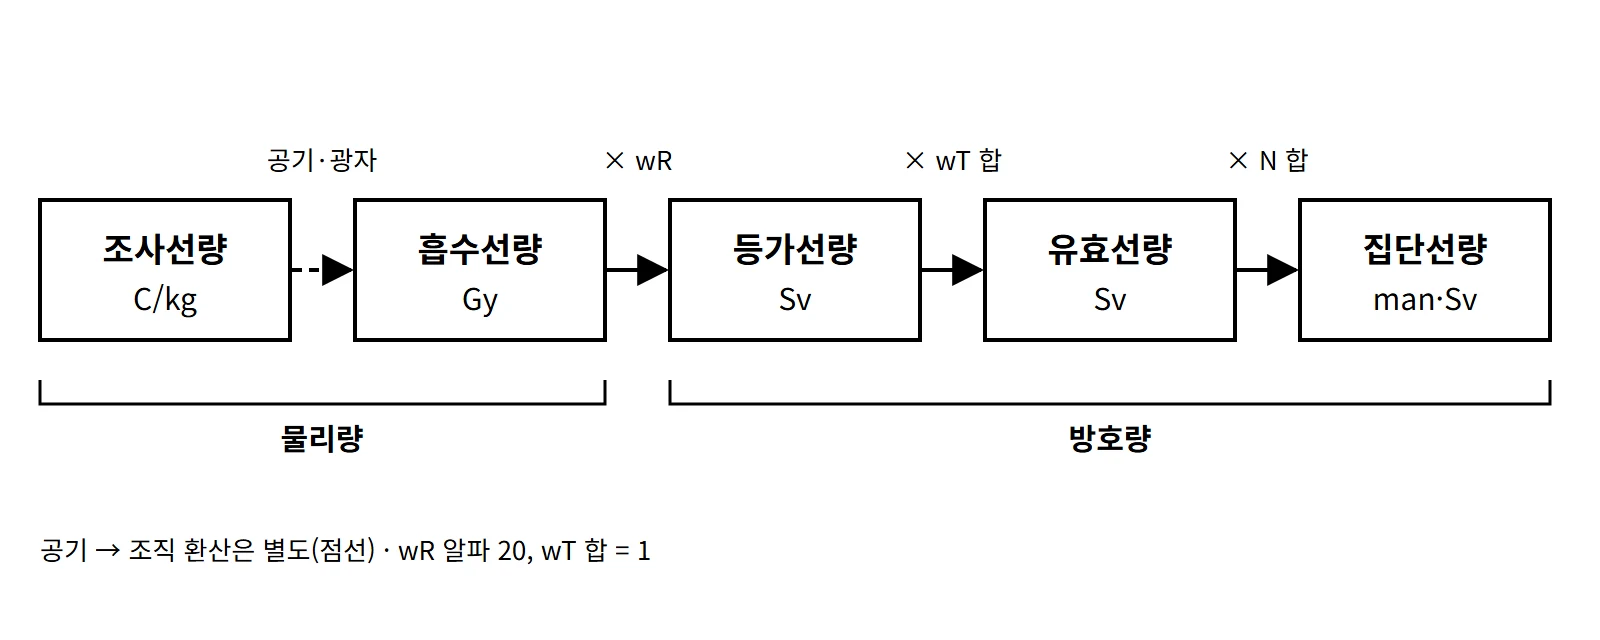 공기·광자
× wR
× wT 합
× N 합
조사선량
C/kg
흡수선량
Gy
등가선량
Sv
유효선량
Sv
집단선량
man·Sv
물리량
방호량
공기 → 조직 환산은 별도(점선) · wR 알파 20, wT 합 = 1